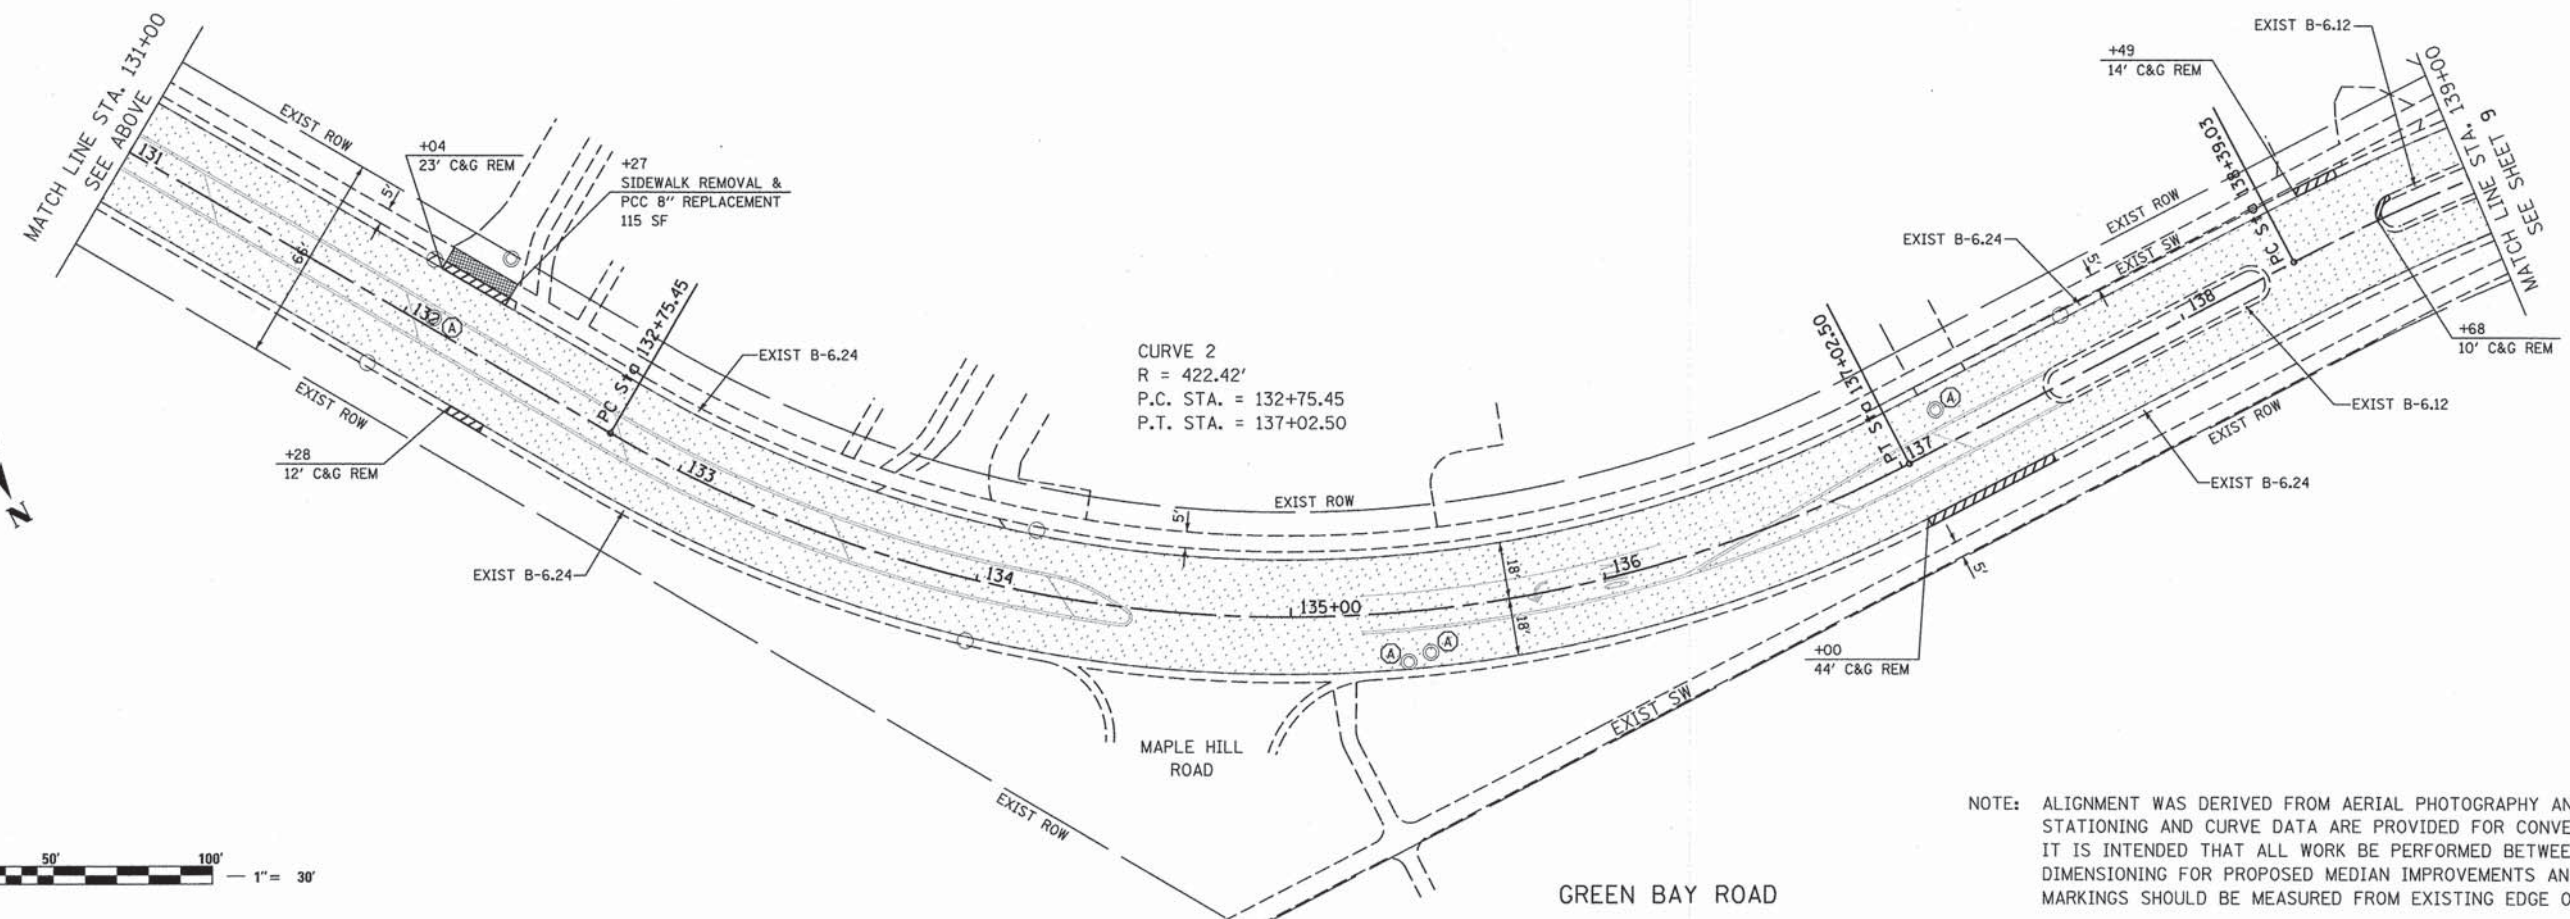 MATCH LINE STA. 131+00
SEE ABOVE
EXIST ROW
+04
23' C&G REM
+27
SIDEWALK REMOVAL &
PCC 8" REPLACEMENT
115 SF
131
5'
66'
132
A
PC Sta 132+75.45
EXIST B-6.24
EXIST ROW
+28
12' C&G REM
133
EXIST B-6.24
134
CURVE 2
R = 422.42'
P.C. STA. = 132+75.45
P.T. STA. = 137+02.50
EXIST ROW
5'
135+00
18'
18'
136
A
A
MAPLE HILL
ROAD
EXIST ROW
EXIST SW
PT Sta 137+02.50
137
A
+00
44' C&G REM
5'
EXIST B-6.24
EXIST ROW
EXIST SW
5'
138
PC Sta 138+39.03
+49
14' C&G REM
EXIST B-6.12
MATCH LINE STA. 139+00
SEE SHEET 9
+68
10' C&G REM
EXIST B-6.12
EXIST ROW
EXIST B-6.24
N
50'
100'
1"= 30'
GREEN BAY ROAD
NOTE: ALIGNMENT WAS DERIVED FROM AERIAL PHOTOGRAPHY AN
STATIONING AND CURVE DATA ARE PROVIDED FOR CONVE
IT IS INTENDED THAT ALL WORK BE PERFORMED BETWEE
DIMENSIONING FOR PROPOSED MEDIAN IMPROVEMENTS AN
MARKINGS SHOULD BE MEASURED FROM EXISTING EDGE O